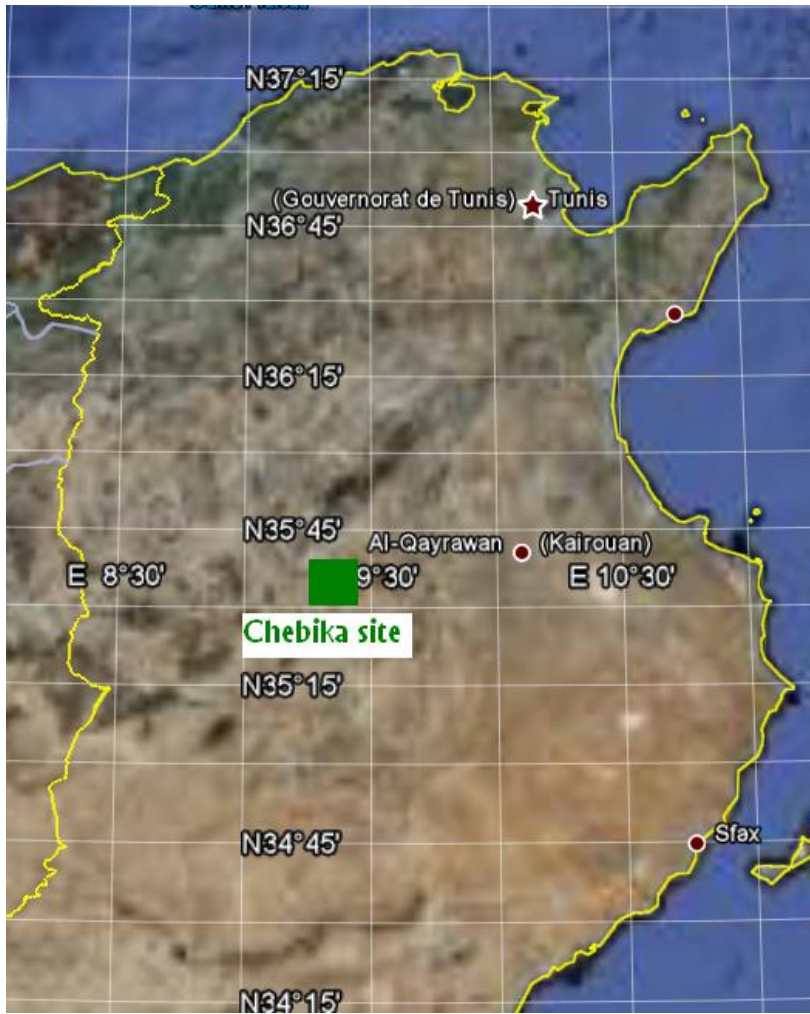 N37°15'
(Gouvernorat de Tunis) Tunis
N36°45'
N36°15'
N35°45'
Al-Qayrawan (Kairouan)
E 8°30' 9°30' E 10°30'
Chebika site
N35°15'
N34°45' Sfax
N34°15'